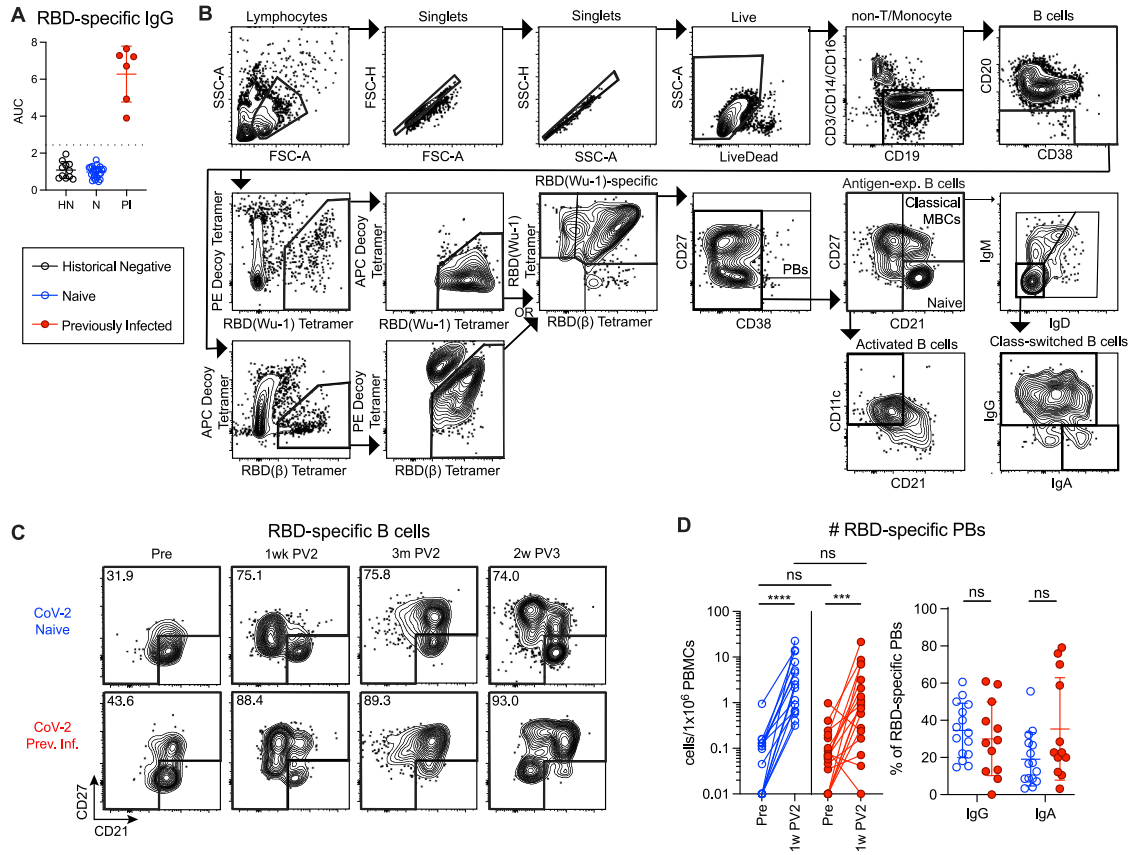 A
RBD-specific IgG
AUC
8
6
4
2
0
HN
N
PI
Historical Negative
Naive
Previously Infected
B
Lymphocytes
SSC-A
FSC-A
Singlets
FSC-H
FSC-A
Singlets
SSC-H
SSC-A
Live
SSC-A
LiveDead
non-T/Monocyte
CD3/CD14/CD16
CD19
B cells
CD20
CD38
PE Decoy Tetramer
RBD(Wu-1) Tetramer
APC Decoy
Tetramer
RBD(Wu-1) Tetramer
OR
RBD(Wu-1)-specific
RBD(Wu-1)
Tetramer
RBD(β) Tetramer
CD27
PBs
CD38
Antigen-exp. B cells
Classical
MBCs
Naive
CD27
CD21
IgM
IgD
APC Decoy
Tetramer
RBD(β) Tetramer
PE Decoy
Tetramer
RBD(β) Tetramer
Activated B cells
CD11c
CD21
Class-switched B cells
IgG
IgA
C
RBD-specific B cells
Pre
1wk PV2
3m PV2
2w PV3
CoV-2
Naive
31.9
75.1
75.8
74.0
CoV-2
Prev. Inf.
43.6
88.4
89.3
93.0
CD27
CD21
D
# RBD-specific PBs
ns
ns
****
***
cells/1x10⁶ PBMCs
100
10
1
0.1
0.01
Pre
1w PV2
Pre
1w PV2
ns
ns
% of RBD-specific PBs
100
80
60
40
20
0
IgG
IgA